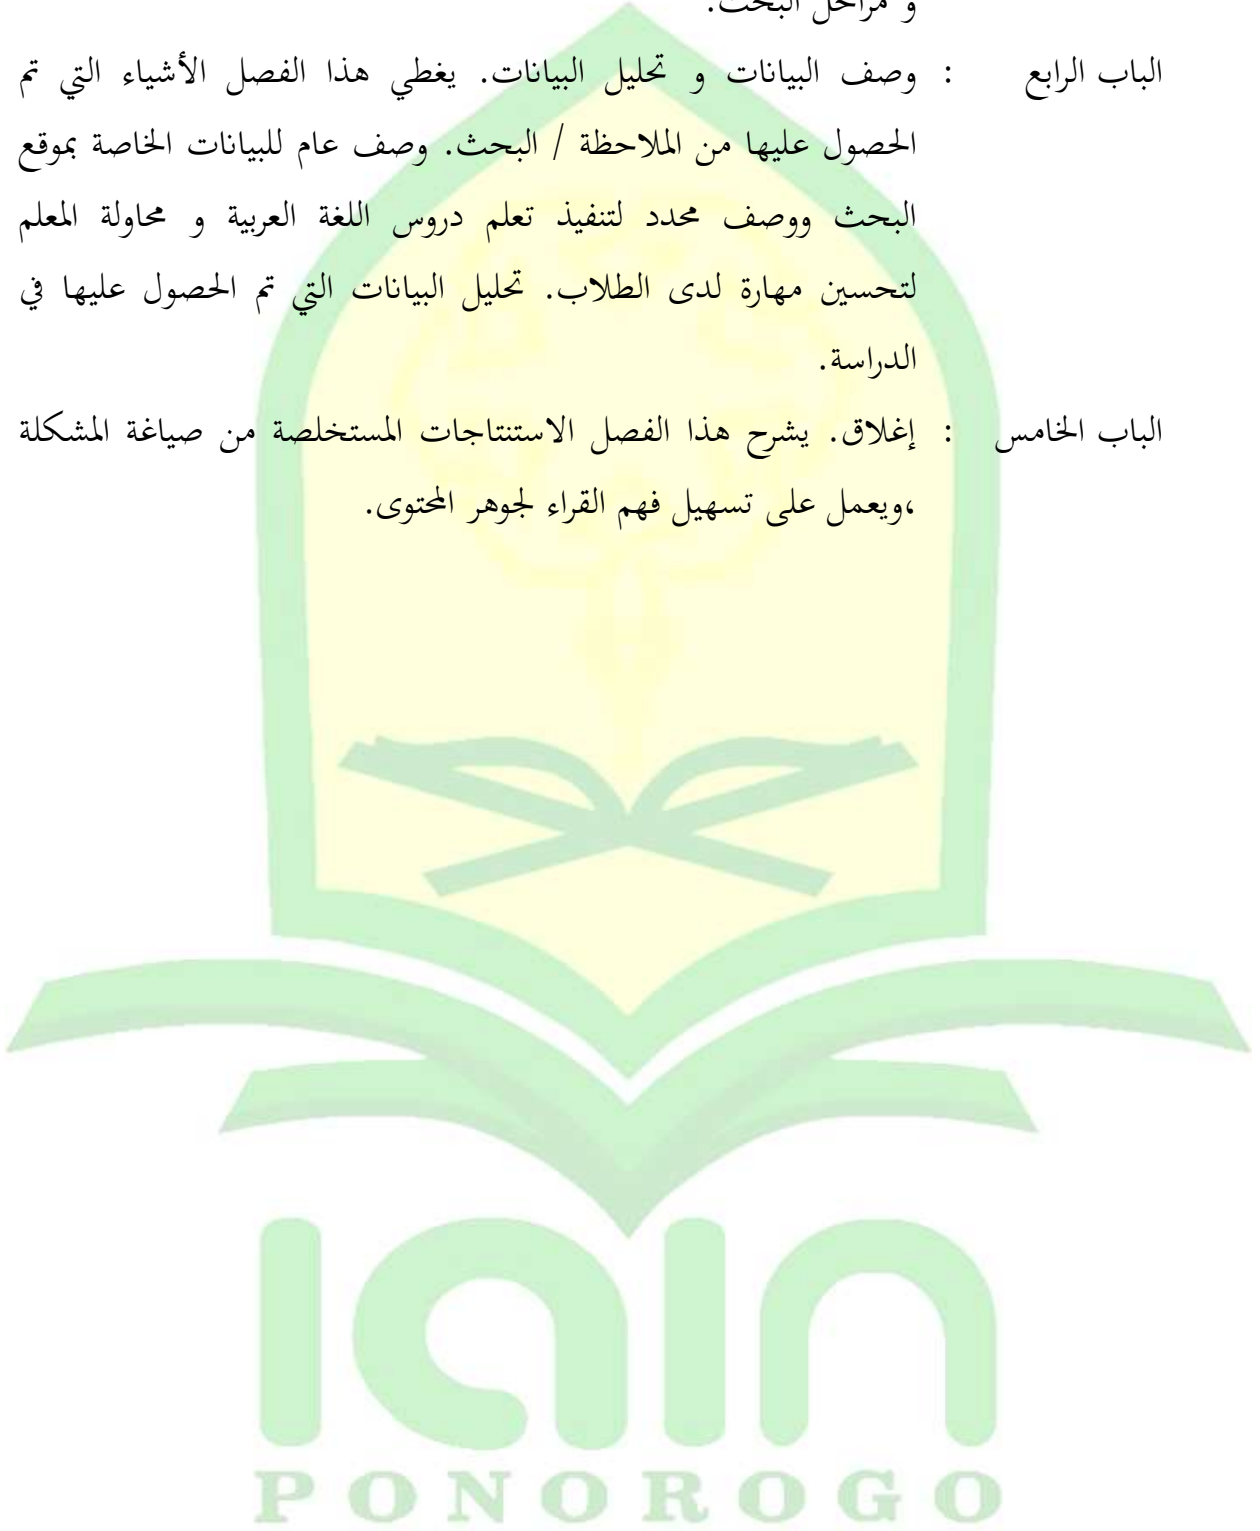 و مراحل البحث.
الباب الرابع : وصف البيانات و تحليل البيانات. يغطي هذا الفصل الأشياء التي تم
الحصول عليها من الملاحظة / البحث. وصف عام للبيانات الخاصة بموقع
البحث ووصف محدد لتنفيذ تعلم دروس اللغة العربية و محاولة المعلم
لتحسين مهارة لدى الطلاب. تحليل البيانات التي تم الحصول عليها في
الدراسة.
الباب الخامس : إغلاق. يشرح هذا الفصل الاستنتاجات المستخلصة من صياغة المشكلة
،ويعمل على تسهيل فهم القراء لجوهر المحتوى.
iain
PONOROGO